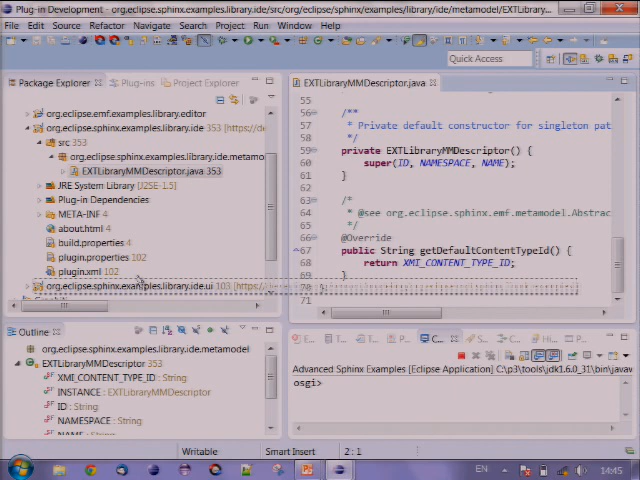 Plug-in Development - org.eclipse.sphinx.examples.library.ide/src/org/eclipse/sphinx/examples/library/ide/metamodel/EXTLibrary
File Edit Source Refactor Navigate Search Project Run Window Help
Quick Access
Package Explorer Plug-ins Project Explorer
org.eclipse.emf.examples.library.editor
org.eclipse.sphinx.examples.library.ide 353 [https://de
src 353
org.eclipse.sphinx.examples.library.ide.metamo
EXTLibraryMMDescriptor.java 353
JRE System Library [J2SE-1.5]
Plug-in Dependencies
META-INF 4
about.html 4
build.properties 4
plugin.properties 102
plugin.xml 102
org.eclipse.sphinx.examples.library.ide.ui 103 [https:/
EXTLibraryMMDescriptor.java
55
56 /**
57 * Private default constructor for singleton pat
58 */
59 private EXTLibraryMMDescriptor() {
60 super(ID, NAMESPACE, NAME);
61 }
62
63 /*
64 * @see org.eclipse.sphinx.emf.metamodel.Abstrac
65 */
66 @Override
67 public String getDefaultContentTypeId() {
68 return XMI_CONTENT_TYPE_ID;
69 }
70 }
71
Outline
org.eclipse.sphinx.examples.library.ide.metamodel
EXTLibraryMMDescriptor 353
XMI_CONTENT_TYPE_ID : String
INSTANCE : EXTLibraryMMDescriptor
ID : String
NAMESPACE : String
NAME : String
E... T... T... P... C... S... C... H... P...
Advanced Sphinx Examples [Eclipse Application] C:\p3\tools\jdk1.6.0_31\bin\javaw
osgi>
Writable Smart Insert 2 : 1
EN 14:45